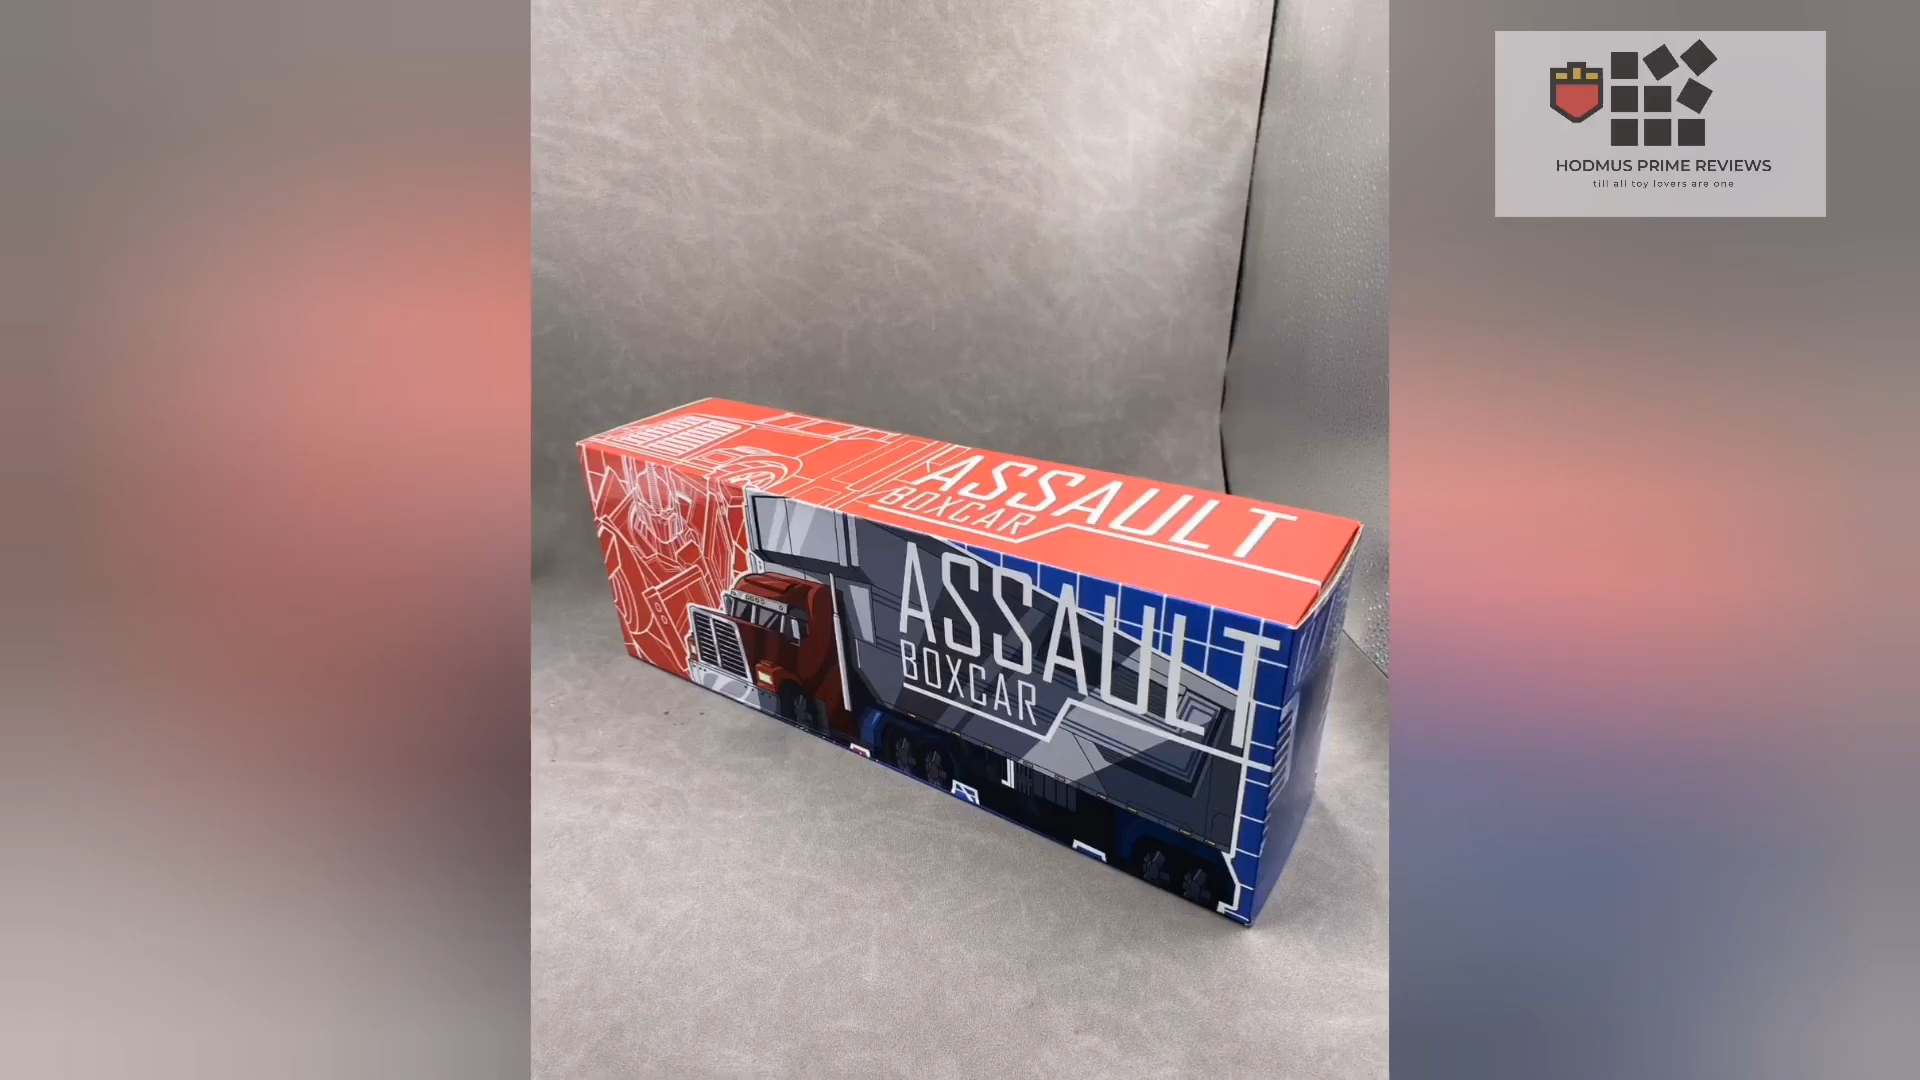 HODMUS PRIME REVIEWS
till all toy lovers are one
ASSAULT
BOXCAR
ASSAULT
BOXCAR